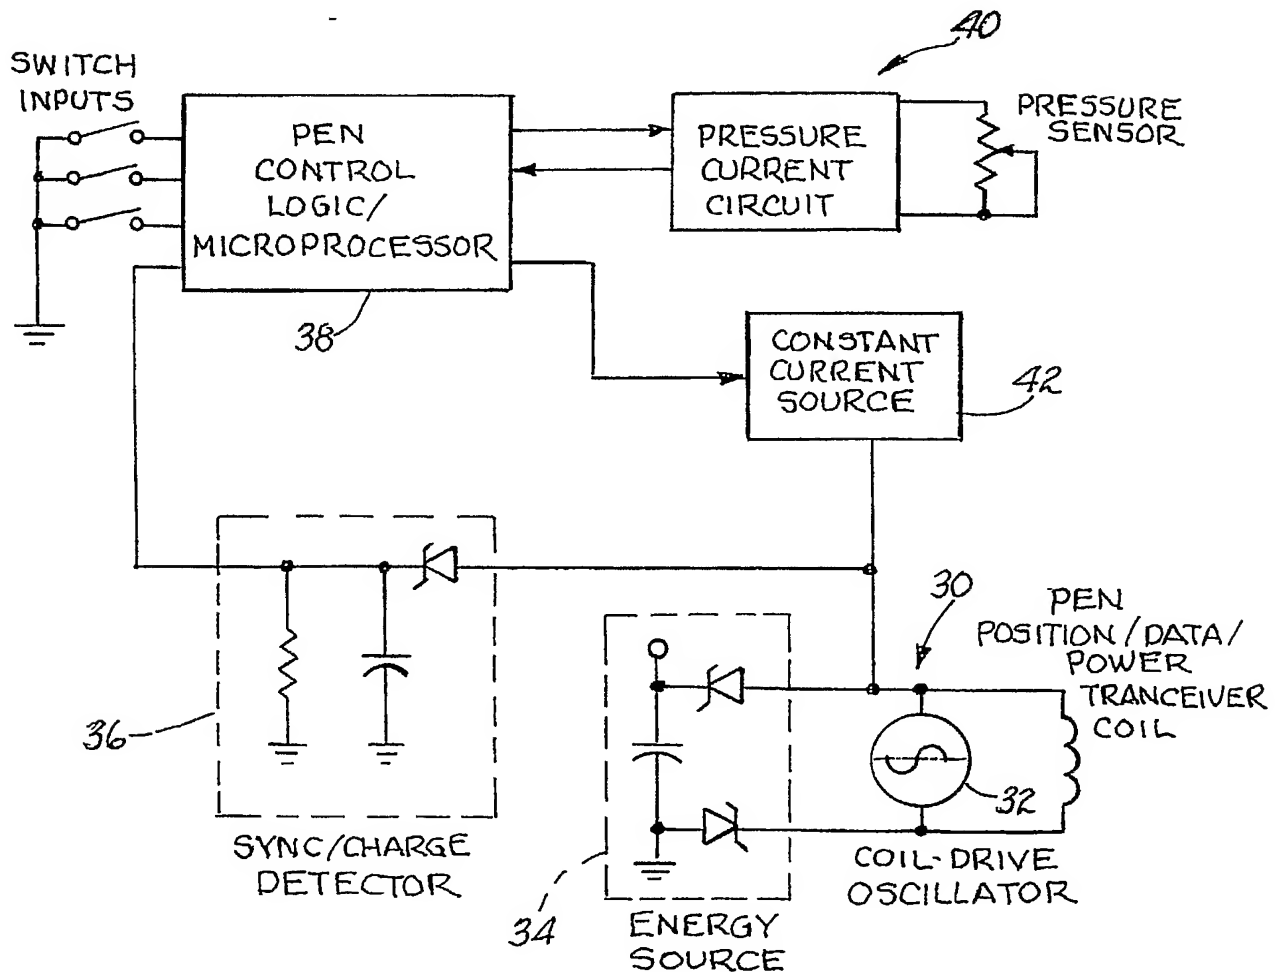 40
SWITCH
INPUTS
PEN
CONTROL
LOGIC/
MICROPROCESSOR
38
PRESSURE
CURRENT
CIRCUIT
PRESSURE
SENSOR
CONSTANT
CURRENT
SOURCE
42
30
PEN
POSITION/DATA/
POWER
TRANCEIVER
COIL
36
SYNC/CHARGE
DETECTOR
34
ENERGY
SOURCE
32
COIL-DRIVE
OSCILLATOR